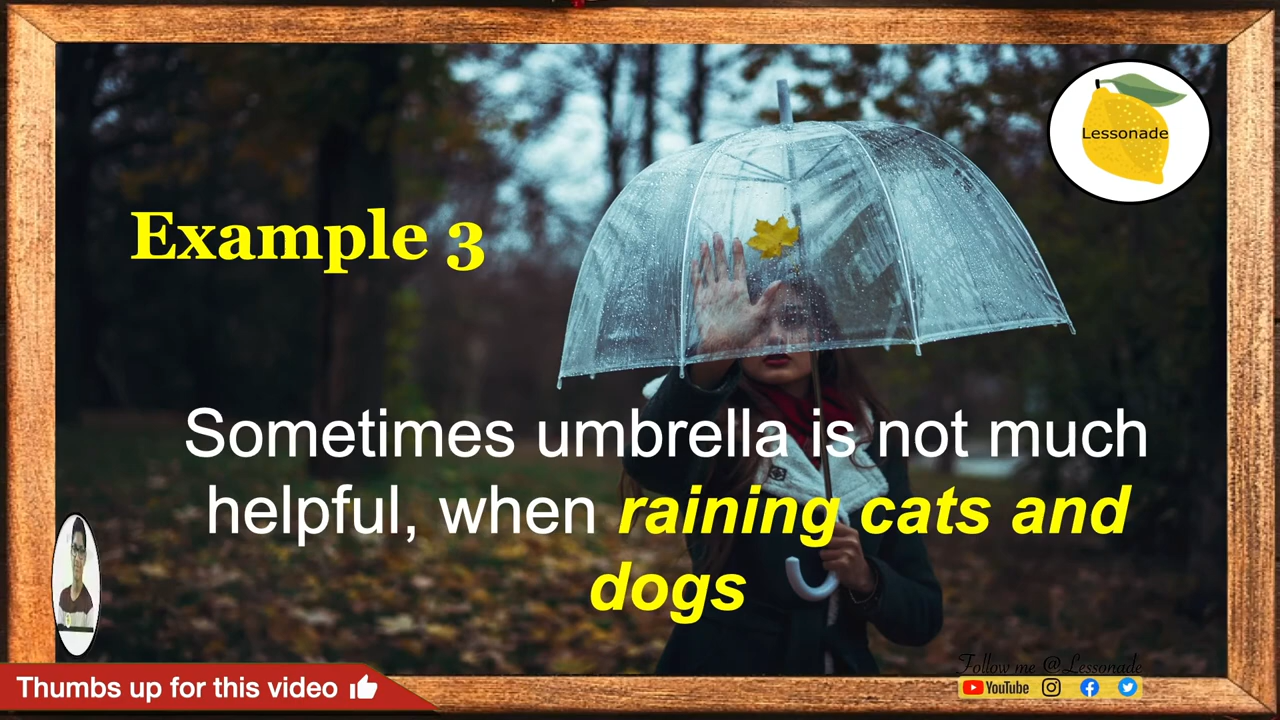 Lessonade
Example 3
Sometimes umbrella is not much
helpful, when raining cats and
dogs
Follow me @Lessonade
YouTube
Thumbs up for this video